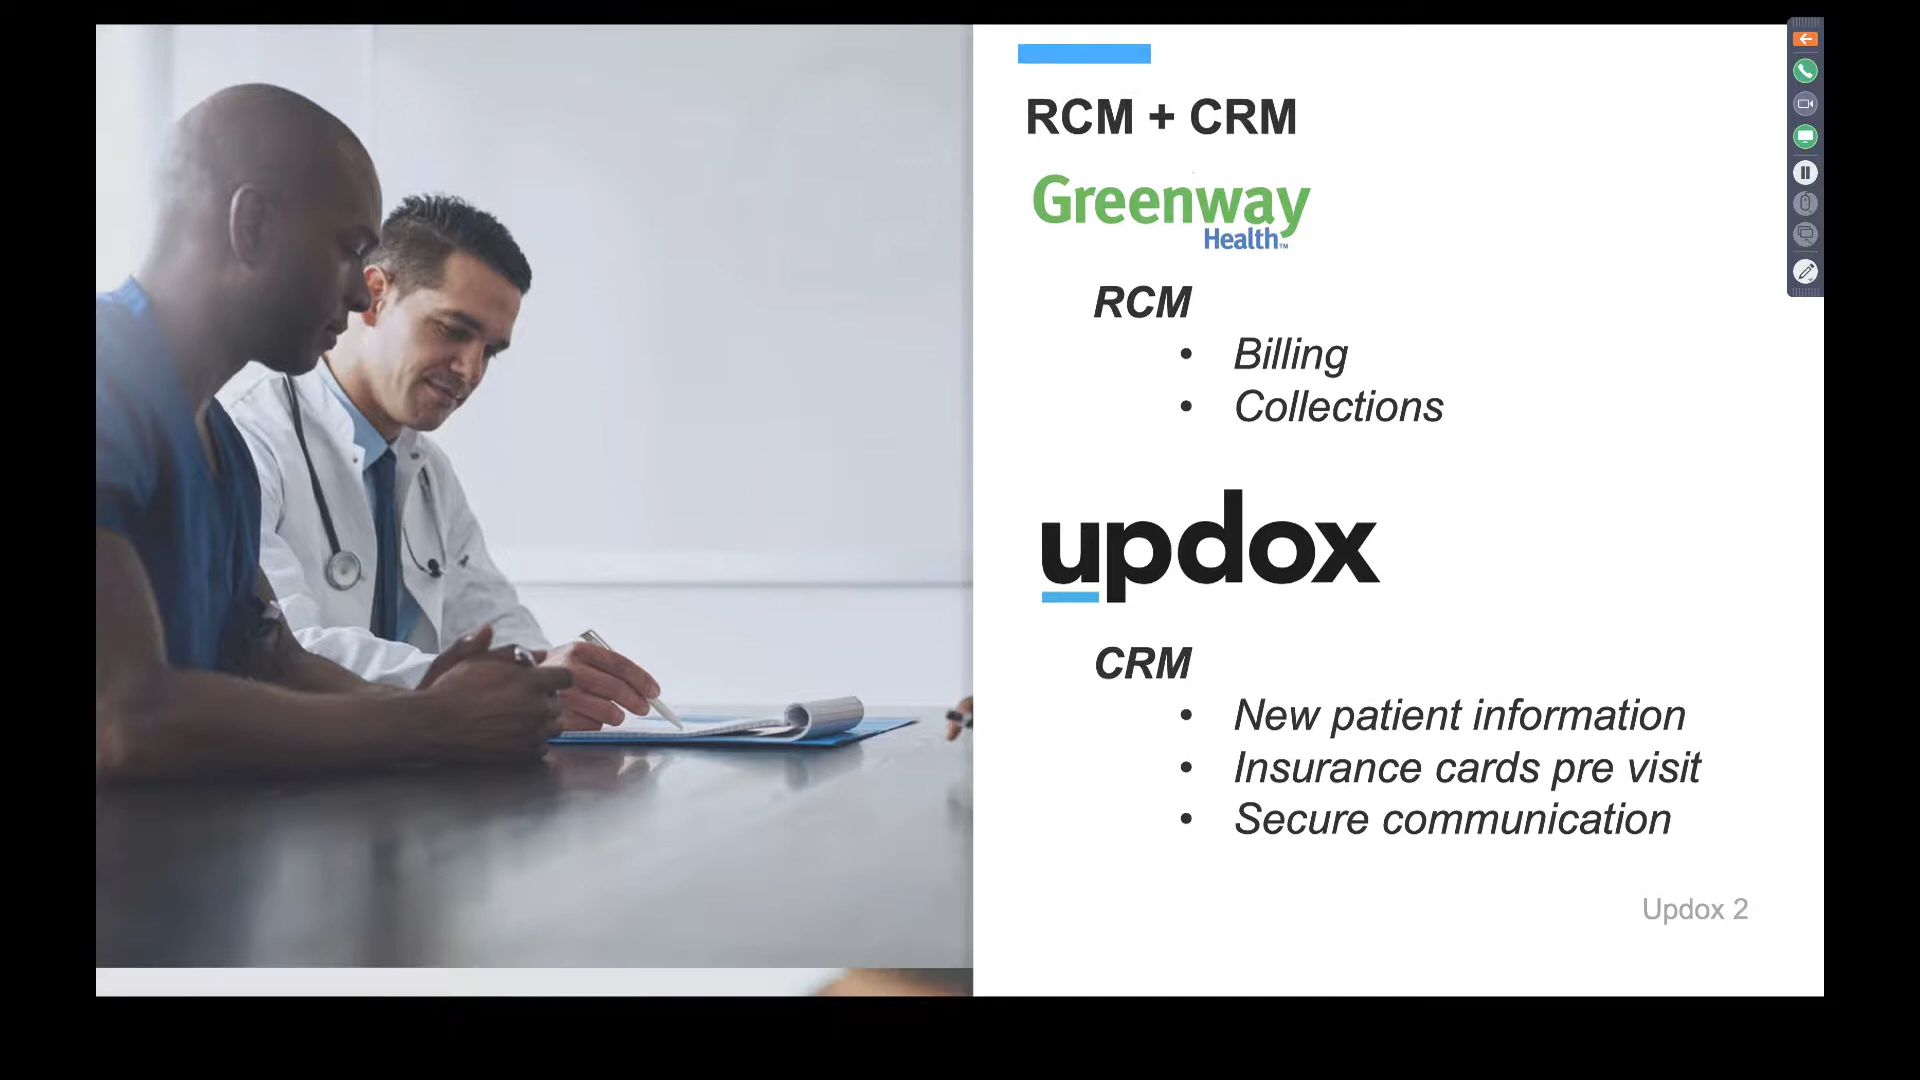 RCM + CRM
Greenway
Health™
RCM
• Billing
• Collections
updox
CRM
• New patient information
• Insurance cards pre visit
• Secure communication
Updox 2